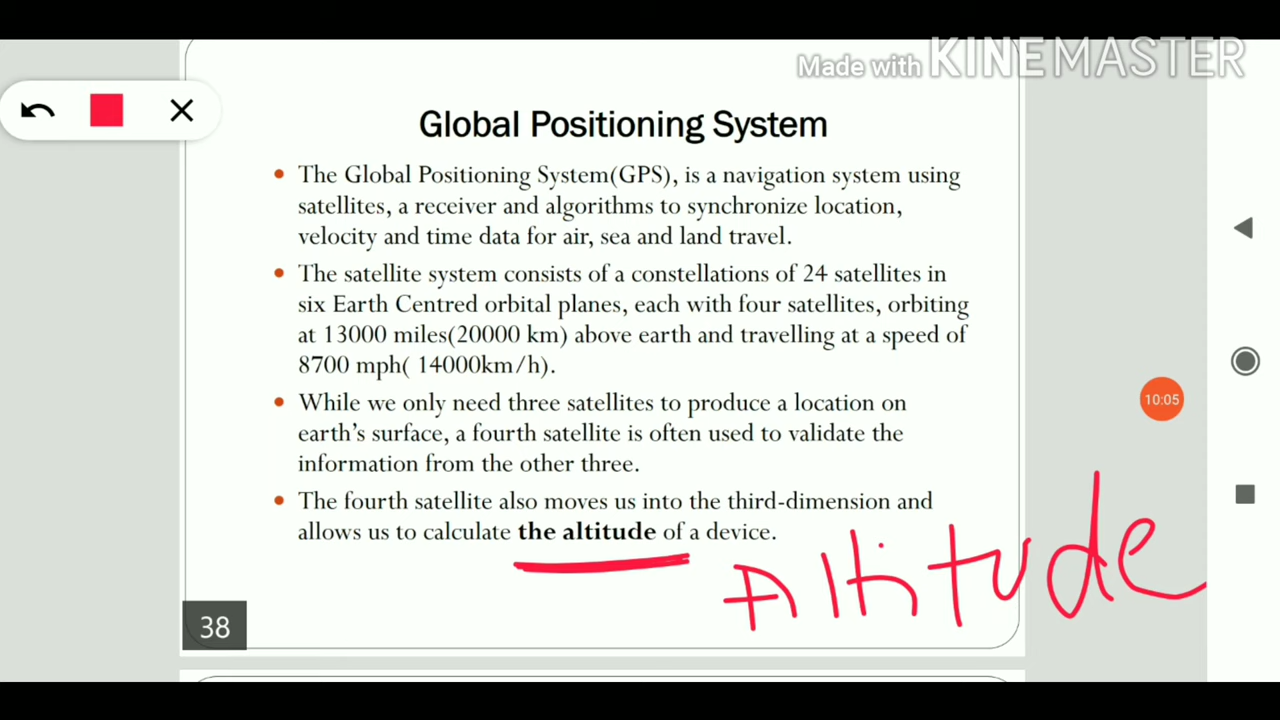 Made with KINEMASTER
Global Positioning System
• The Global Positioning System(GPS), is a navigation system using
satellites, a receiver and algorithms to synchronize location,
velocity and time data for air, sea and land travel.
• The satellite system consists of a constellations of 24 satellites in
six Earth Centred orbital planes, each with four satellites, orbiting
at 13000 miles(20000 km) above earth and travelling at a speed of
8700 mph( 14000km/h).
• While we only need three satellites to produce a location on
earth's surface, a fourth satellite is often used to validate the
information from the other three.
• The fourth satellite also moves us into the third-dimension and
allows us to calculate the altitude of a device.
Altitude
38
10:05